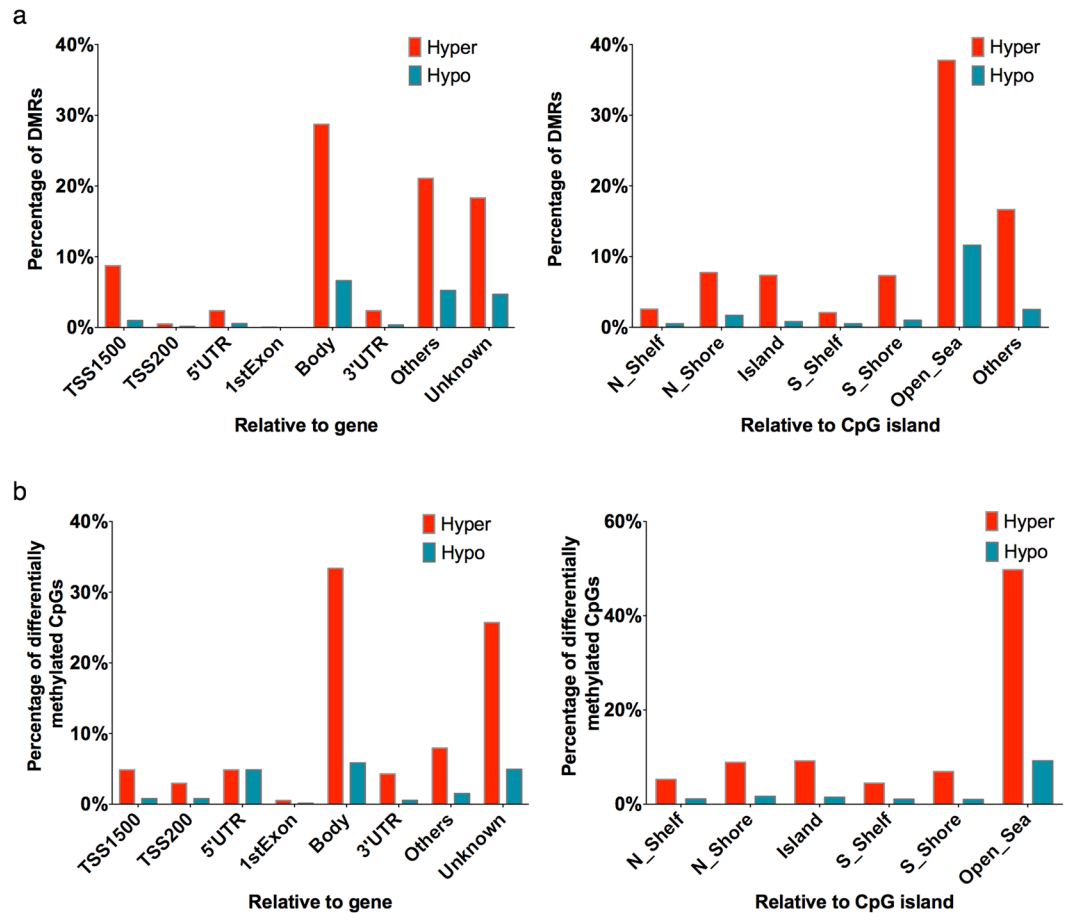 a
40%
30%
20%
10%
0%
Percentage of DMRs
Hyper
Hypo
TSS1500
TSS200
5'UTR
1stExon
Body
3'UTR
Others
Unknown
Relative to gene
40%
30%
20%
10%
0%
Percentage of DMRs
Hyper
Hypo
N_Shelf
N_Shore
Island
S_Shelf
S_Shore
Open_Sea
Others
Relative to CpG island
b
40%
30%
20%
10%
0%
Percentage of differentially
methylated CpGs
Hyper
Hypo
TSS1500
TSS200
5'UTR
1stExon
Body
3'UTR
Others
Unknown
Relative to gene
60%
40%
20%
0%
Percentage of differentially
methylated CpGs
Hyper
Hypo
N_Shelf
N_Shore
Island
S_Shelf
S_Shore
Open_Sea
Relative to CpG island